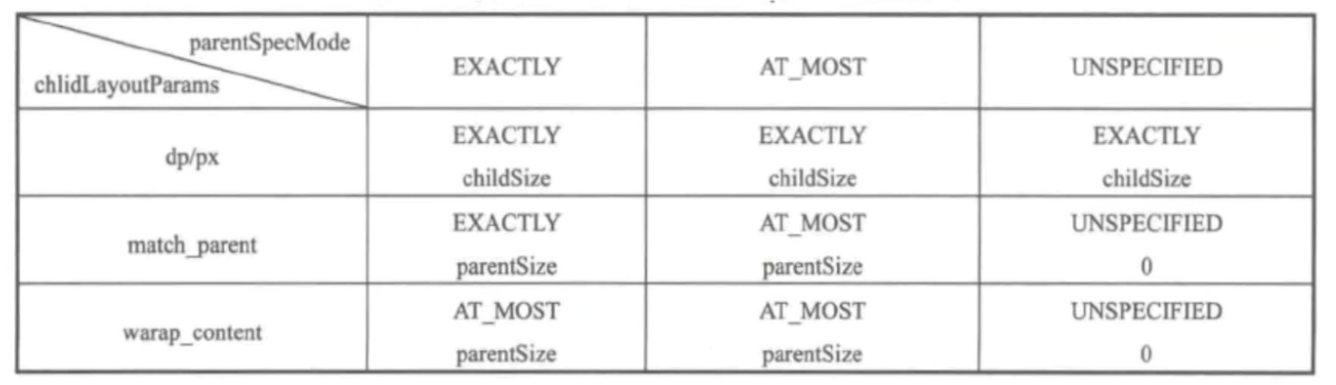 parentSpecMode
chlidLayoutParams
EXACTLY
AT_MOST
UNSPECIFIED
dp/px
EXACTLY
childSize
EXACTLY
childSize
EXACTLY
childSize
match_parent
EXACTLY
parentSize
AT_MOST
parentSize
UNSPECIFIED
0
warap_content
AT_MOST
parentSize
AT_MOST
parentSize
UNSPECIFIED
0